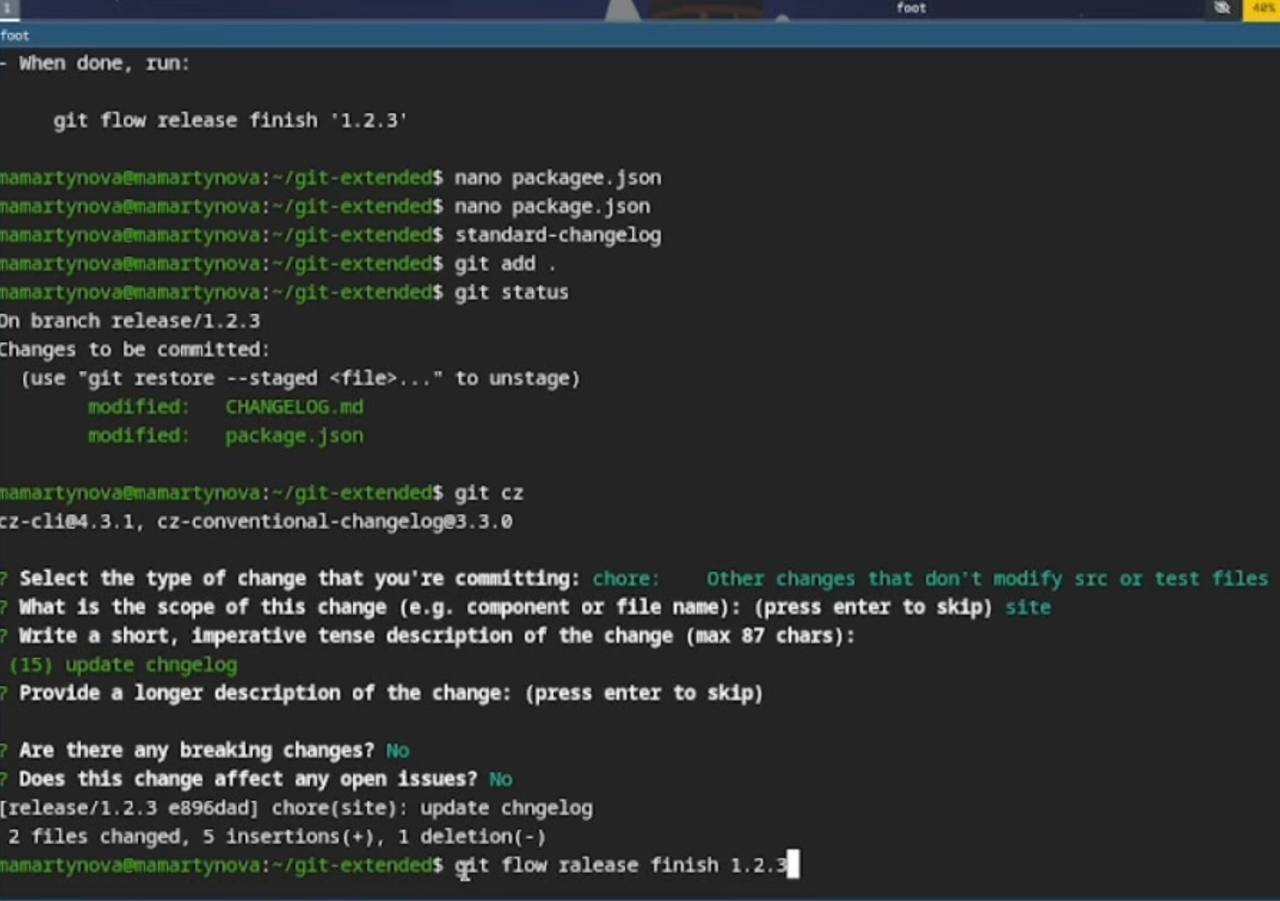 1 foot 40%
foot
- When done, run:
git flow release finish '1.2.3'
mamartynova@mamartynova:~/git-extended$ nano packagee.json
mamartynova@mamartynova:~/git-extended$ nano package.json
mamartynova@mamartynova:~/git-extended$ standard-changelog
mamartynova@mamartynova:~/git-extended$ git add .
mamartynova@mamartynova:~/git-extended$ git status
On branch release/1.2.3
Changes to be committed:
(use "git restore --staged <file>..." to unstage)
modified: CHANGELOG.md
modified: package.json
mamartynova@mamartynova:~/git-extended$ git cz
cz-cli@4.3.1, cz-conventional-changelog@3.3.0
? Select the type of change that you're committing: chore: Other changes that don't modify src or test files
? What is the scope of this change (e.g. component or file name): (press enter to skip) site
? Write a short, imperative tense description of the change (max 87 chars):
(15) update chngelog
? Provide a longer description of the change: (press enter to skip)
? Are there any breaking changes? No
? Does this change affect any open issues? No
[release/1.2.3 e896dad] chore(site): update chngelog
2 files changed, 5 insertions(+), 1 deletion(-)
mamartynova@mamartynova:~/git-extended$ git flow ralease finish 1.2.3